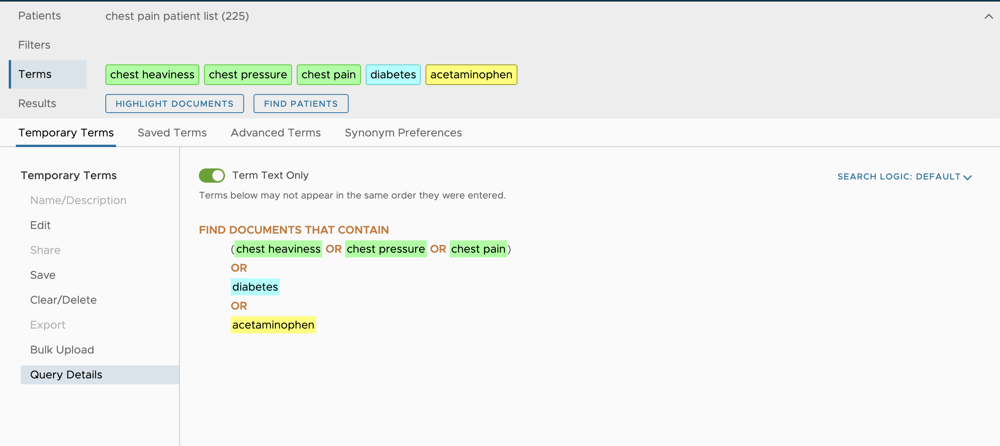 Patients chest pain patient list (225)
Filters
Terms chest heaviness chest pressure chest pain diabetes acetaminophen
Results HIGHLIGHT DOCUMENTS FIND PATIENTS
Temporary Terms Saved Terms Advanced Terms Synonym Preferences
Temporary Terms
Name/Description
Edit
Share
Save
Clear/Delete
Export
Bulk Upload
Query Details
Term Text Only
SEARCH LOGIC: DEFAULT
Terms below may not appear in the same order they were entered.
FIND DOCUMENTS THAT CONTAIN
(chest heaviness OR chest pressure OR chest pain)
OR
diabetes
OR
acetaminophen